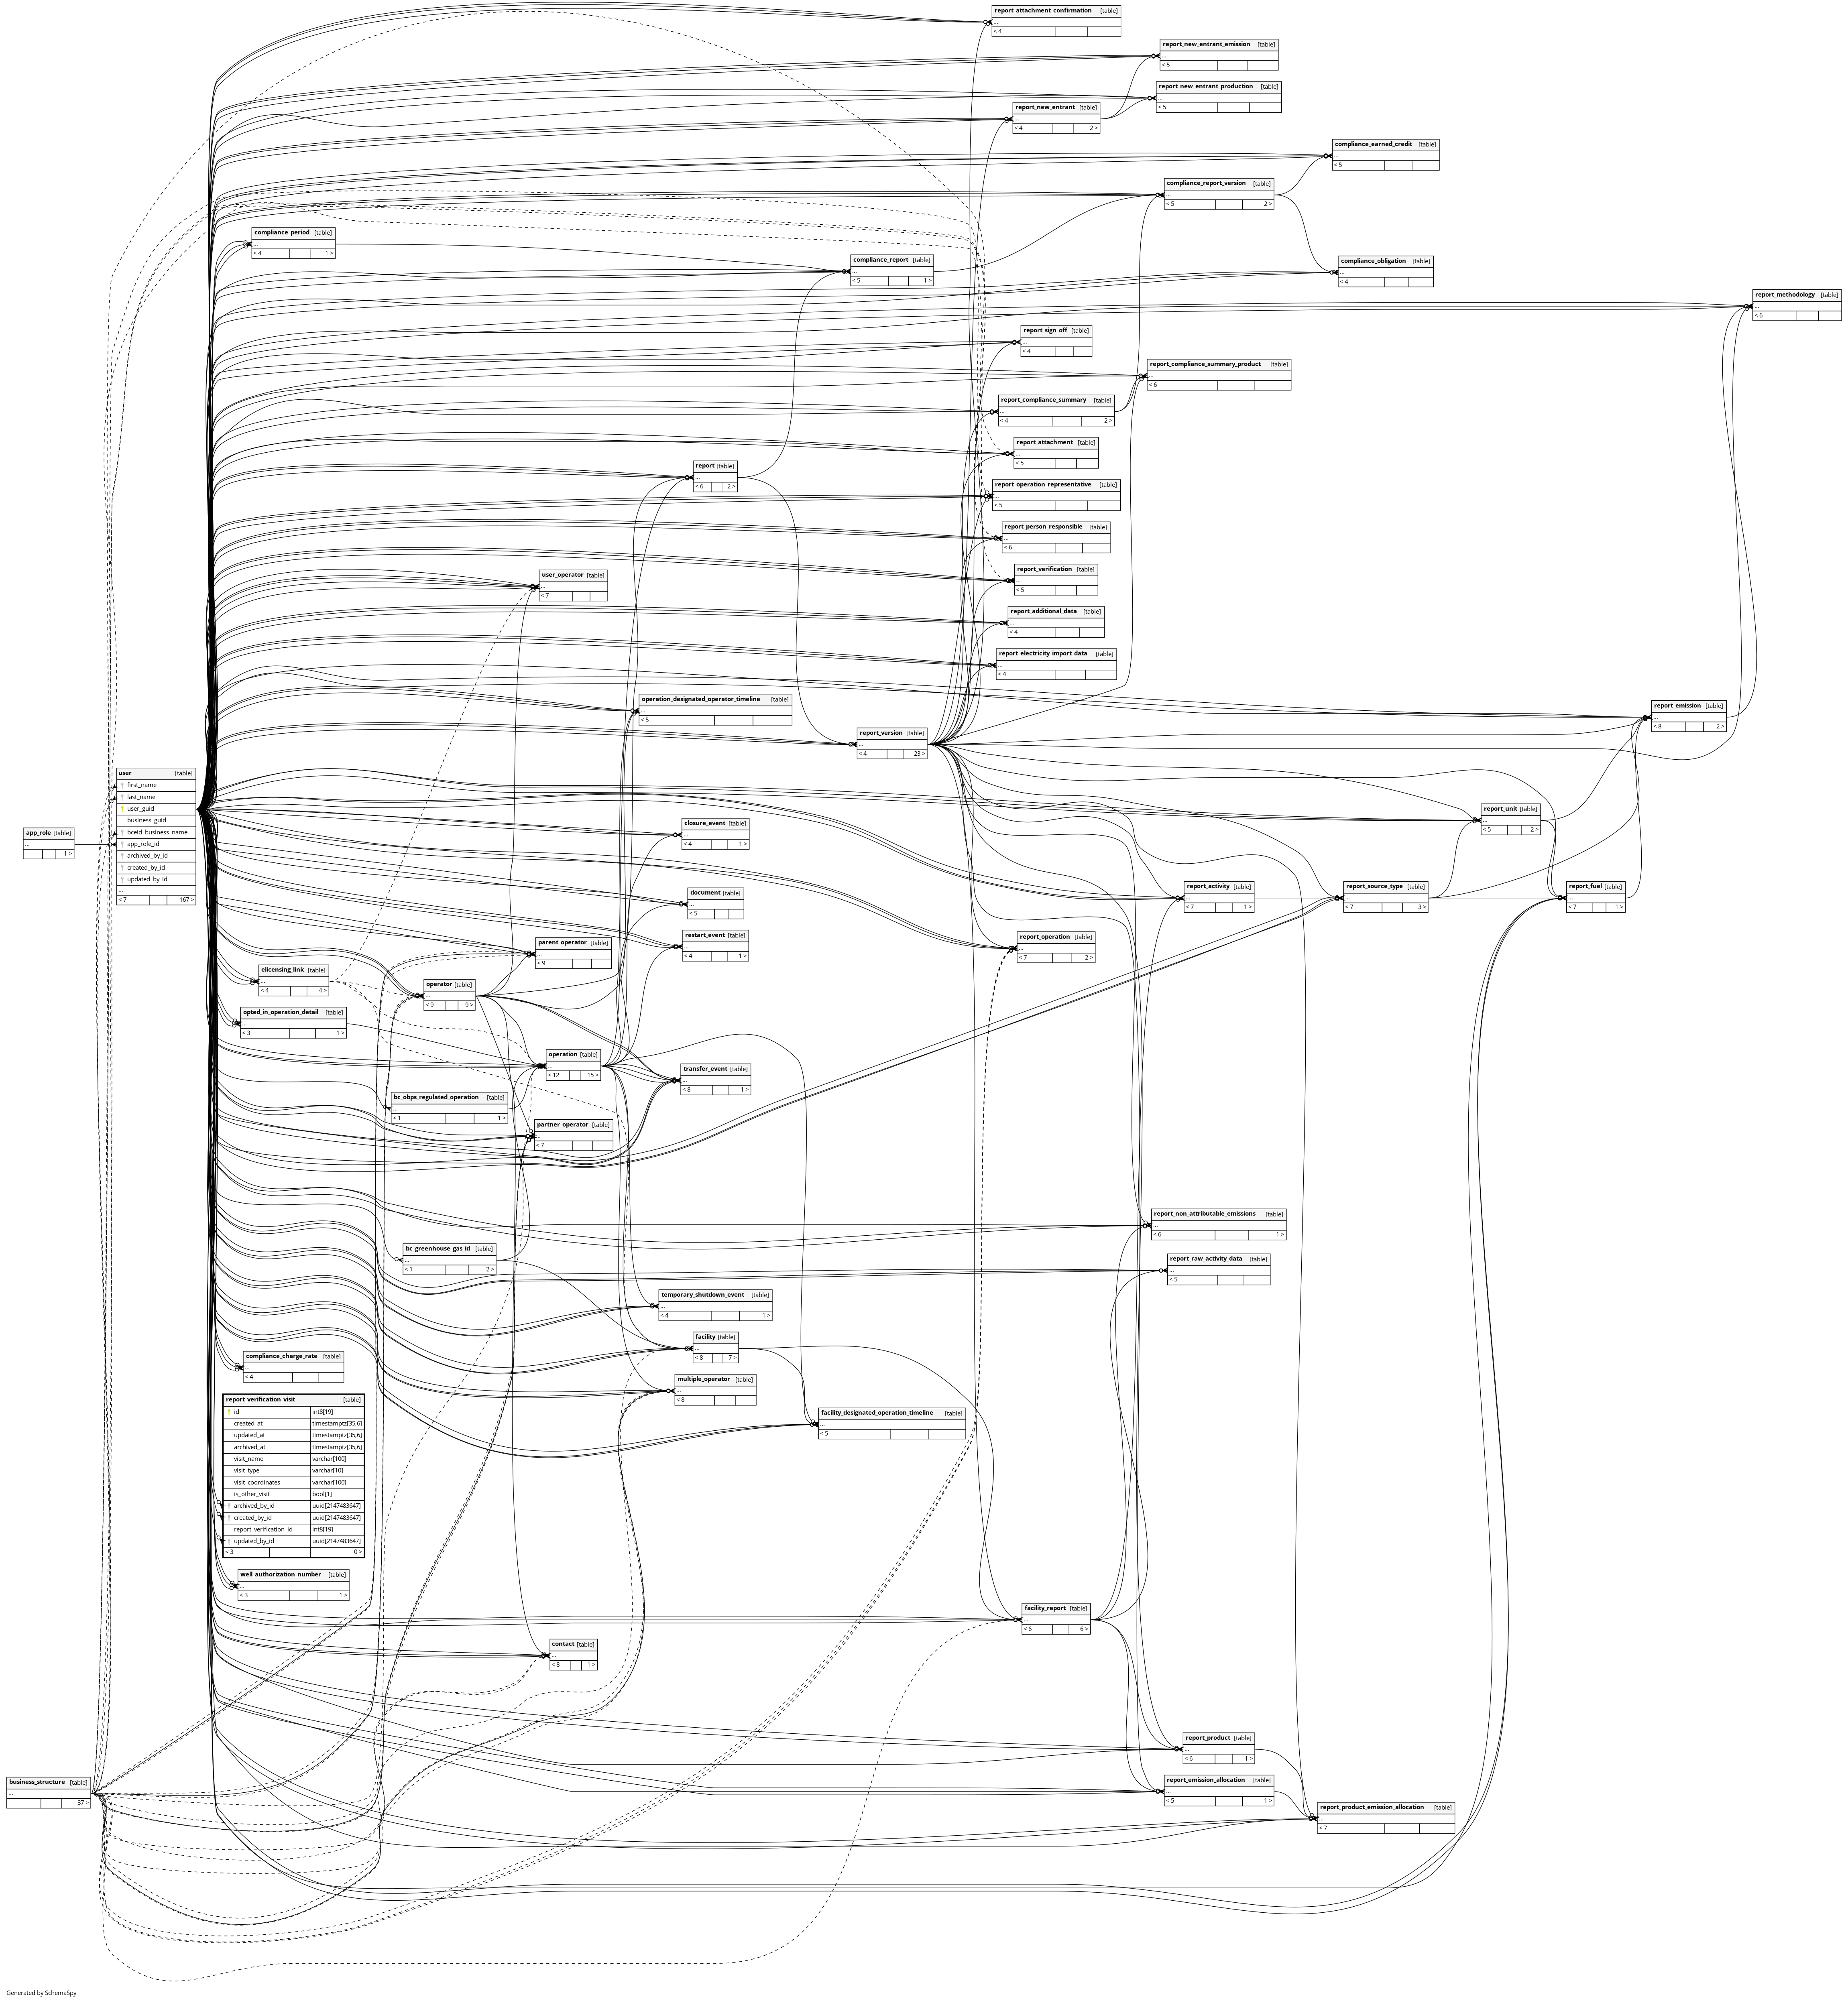 report_attachment_confirmation [table]
...
< 4
report_new_entrant_emission [table]
...
< 5
report_new_entrant_production [table]
...
< 5
report_new_entrant [table]
...
< 4 2 >
compliance_earned_credit [table]
...
< 5
compliance_report_version [table]
...
< 5 2 >
compliance_period [table]
...
< 4 1 >
compliance_report [table]
...
< 5 1 >
compliance_obligation [table]
...
< 4
report_methodology [table]
...
< 6
report_sign_off [table]
...
< 4
report_compliance_summary_product [table]
...
< 6
report_compliance_summary [table]
...
< 4 2 >
report_attachment [table]
...
< 5
report [table]
...
< 6 2 >
report_operation_representative [table]
...
< 5
report_person_responsible [table]
...
< 6
report_verification [table]
...
< 5
user_operator [table]
...
< 7
report_additional_data [table]
...
< 4
report_electricity_import_data [table]
...
< 4
operation_designated_operator_timeline [table]
...
< 5
report_emission [table]
...
< 8 2 >
report_version [table]
...
< 4 23 >
user [table]
first_name
last_name
user_guid
business_guid
bceid_business_name
app_role_id
archived_by_id
created_by_id
updated_by_id
...
< 7 167 >
app_role [table]
...
1 >
report_unit [table]
...
< 5 2 >
closure_event [table]
...
< 4 1 >
document [table]
...
< 5
report_activity [table]
...
< 7 1 >
report_source_type [table]
...
< 7 3 >
report_fuel [table]
...
< 7 1 >
restart_event [table]
...
< 4 1 >
report_operation [table]
...
< 7 2 >
parent_operator [table]
...
< 9
elicensing_link [table]
...
< 4 4 >
operator [table]
...
< 9 9 >
opted_in_operation_detail [table]
...
< 3 1 >
operation [table]
...
< 12 15 >
transfer_event [table]
...
< 8 1 >
bc_obps_regulated_operation [table]
...
< 1 1 >
partner_operator [table]
...
< 7
report_non_attributable_emissions [table]
...
< 6 1 >
bc_greenhouse_gas_id [table]
...
< 1 2 >
report_raw_activity_data [table]
...
< 5
temporary_shutdown_event [table]
...
< 4 1 >
facility [table]
...
< 8 7 >
compliance_charge_rate [table]
...
< 4
multiple_operator [table]
...
< 8
report_verification_visit [table]
id int8[19]
created_at timestamptz[35,6]
updated_at timestamptz[35,6]
archived_at timestamptz[35,6]
visit_name varchar[100]
visit_type varchar[10]
visit_coordinates varchar[100]
is_other_visit bool[1]
archived_by_id uuid[2147483647]
created_by_id uuid[2147483647]
report_verification_id int8[19]
updated_by_id uuid[2147483647]
< 3 0 >
facility_designated_operation_timeline [table]
...
< 5
well_authorization_number [table]
...
< 3 1 >
facility_report [table]
...
< 6 6 >
contact [table]
...
< 8 1 >
report_product [table]
...
< 6 1 >
business_structure [table]
...
37 >
report_emission_allocation [table]
...
< 5 1 >
report_product_emission_allocation [table]
...
< 7
Generated by SchemaSpy